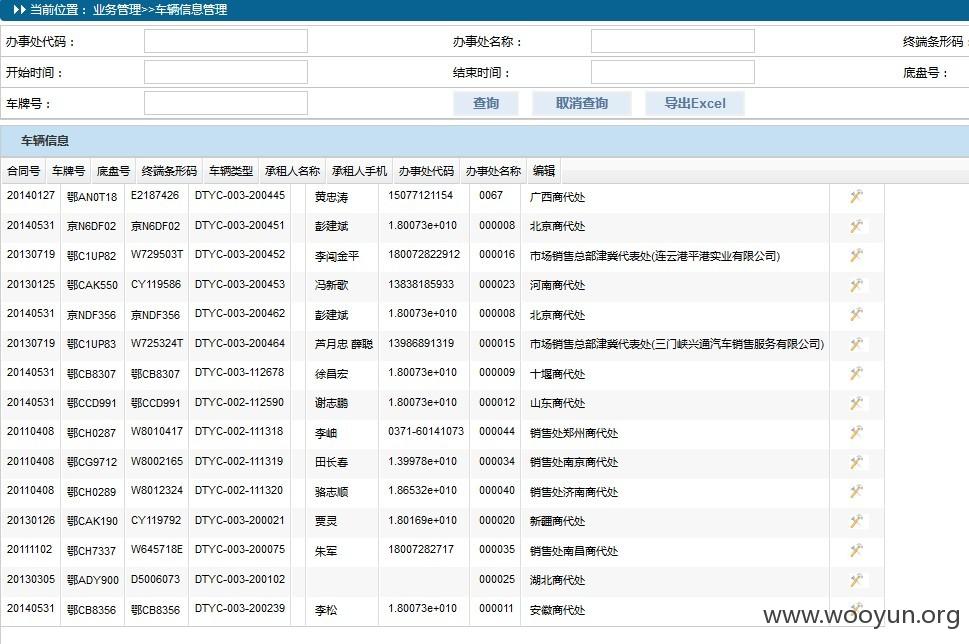 当前位置：业务管理>>车辆信息管理
办事处代码： 办事处名称： 终端条形码：
开始时间： 结束时间： 底盘号：
车牌号： 查询 取消查询 导出Excel
车辆信息
合同号 车牌号 底盘号 终端条形码 车辆类型 承租人名称 承租人手机 办事处代码 办事处名称 编辑
20140127 鄂AN0T18 E2187426 DTYC-003-200445 黄忠涛 15077121154 0067 广西商代处
20140531 京N6DF02 京N6DF02 DTYC-003-200451 彭建斌 1.80073e+010 000008 北京商代处
20130719 鄂C1UP82 W729503T DTYC-003-200452 李闯金平 180072822912 000016 市场销售总部津冀代表处(连云港平港实业有限公司)
20130125 鄂CAK550 CY119586 DTYC-003-200453 冯新歌 13838185933 000023 河南商代处
20140531 京NDF356 京NDF356 DTYC-003-200462 彭建斌 1.80073e+010 000008 北京商代处
20130719 鄂C1UP83 W725324T DTYC-003-200464 芦月忠 薛聪 13986891319 000015 市场销售总部津冀代表处(三门峡兴通汽车销售服务有限公司)
20140531 鄂CB8307 鄂CB8307 DTYC-003-112678 徐昌宏 1.80073e+010 000009 十堰商代处
20140531 鄂CCD991 鄂CCD991 DTYC-002-112590 谢志鹏 1.80073e+010 000012 山东商代处
20110408 鄂CH0287 W8010417 DTYC-002-111318 李岫 0371-60141073 000044 销售处郑州商代处
20110408 鄂CG9712 W8002165 DTYC-002-111319 田长春 1.39978e+010 000034 销售处南京商代处
20110408 鄂CH0289 W8012324 DTYC-002-111320 骆志顺 1.86532e+010 000040 销售处济南商代处
20130126 鄂CAK190 CY119792 DTYC-003-200021 贾灵 1.80169e+010 000020 新疆商代处
20111102 鄂CH7337 W645718E DTYC-003-200075 朱军 18007282717 000035 销售处南昌商代处
20130305 鄂ADY900 D5006073 DTYC-003-200102 000025 湖北商代处
20140531 鄂CB8356 鄂CB8356 DTYC-003-200239 李松 1.80073e+010 000011 安徽商代处
www.wooyun.org